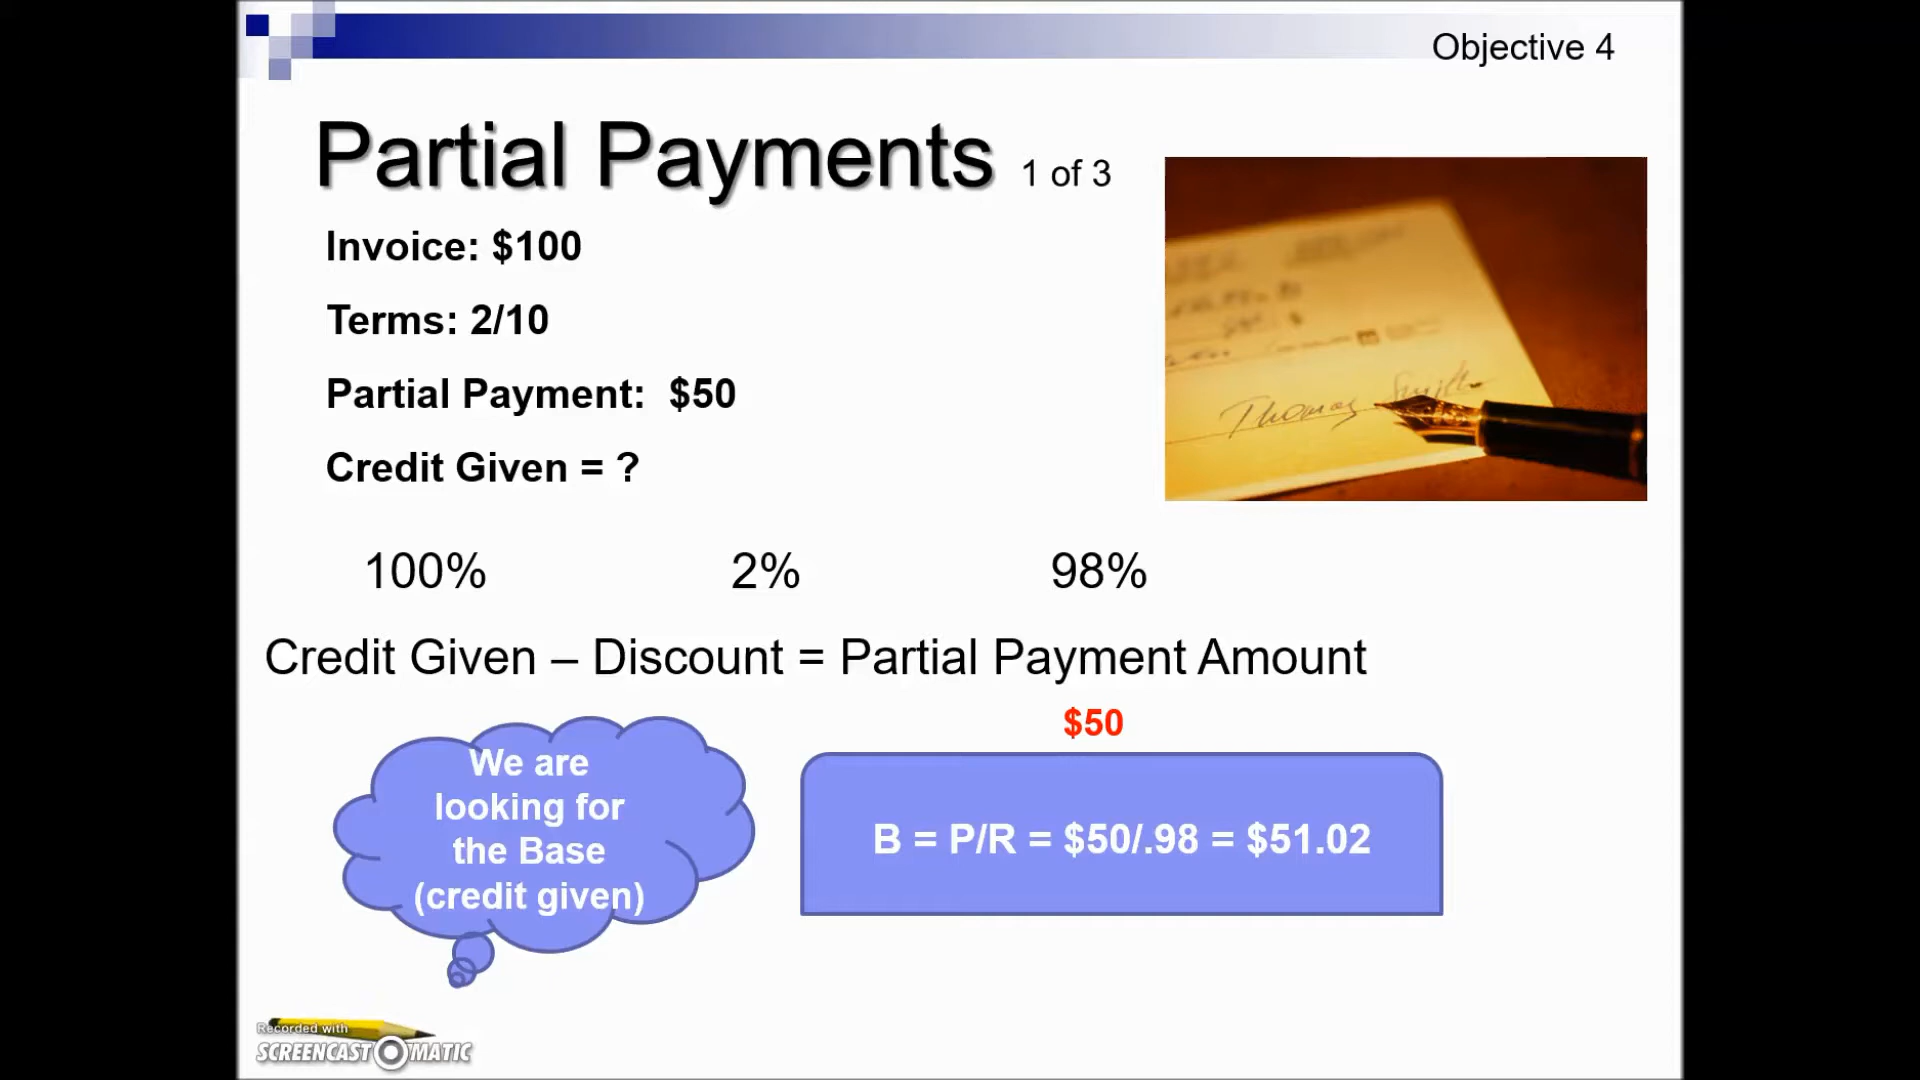 Objective 4
Partial Payments 1 of 3
Invoice: $100
Terms: 2/10
Partial Payment: $50
Credit Given = ?
Thomas Smith
100% 2% 98%
Credit Given – Discount = Partial Payment Amount
$50
We are
looking for
the Base
(credit given)
B = P/R = $50/.98 = $51.02
Recorded with
SCREENCAST-O-MATIC